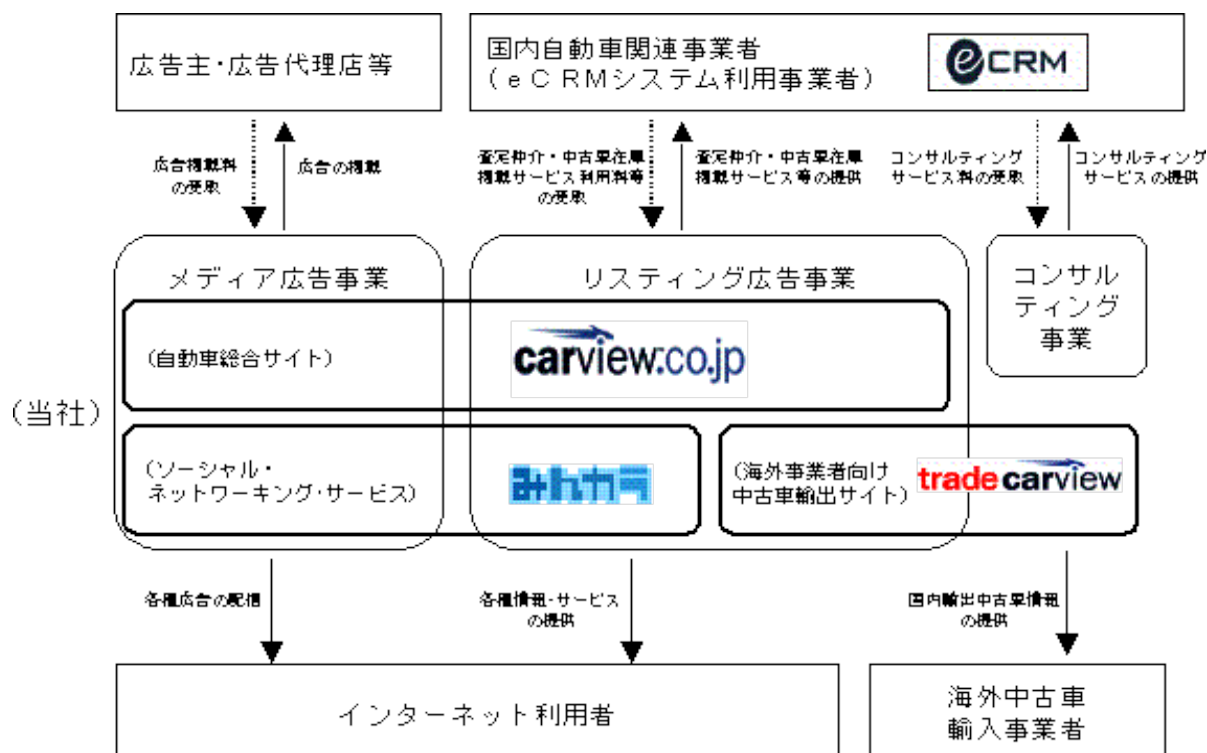 広告主・広告代理店等
国内自動車関連事業者
(eCRMシステム利用事業者)
eCRM
広告掲載料
の受取
広告の掲載
査定仲介・中古車在庫
掲載サービス利用料等
の受取
査定仲介・中古車在庫
掲載サービス等の提供
コンサルティング
サービス料の受取
コンサルティング
サービスの提供
メディア広告事業
リスティング広告事業
コンサル
ティング
事業
(自動車総合サイト)
carview.co.jp
(当社)
(ソーシャル・
ネットワーキング・サービス)
みんカラ
(海外事業者向け
中古車輸出サイト)
trade carview
各種広告の配信
各種情報・サービス
の提供
国内輸出中古車情報
の提供
インターネット利用者
海外中古車
輸入事業者